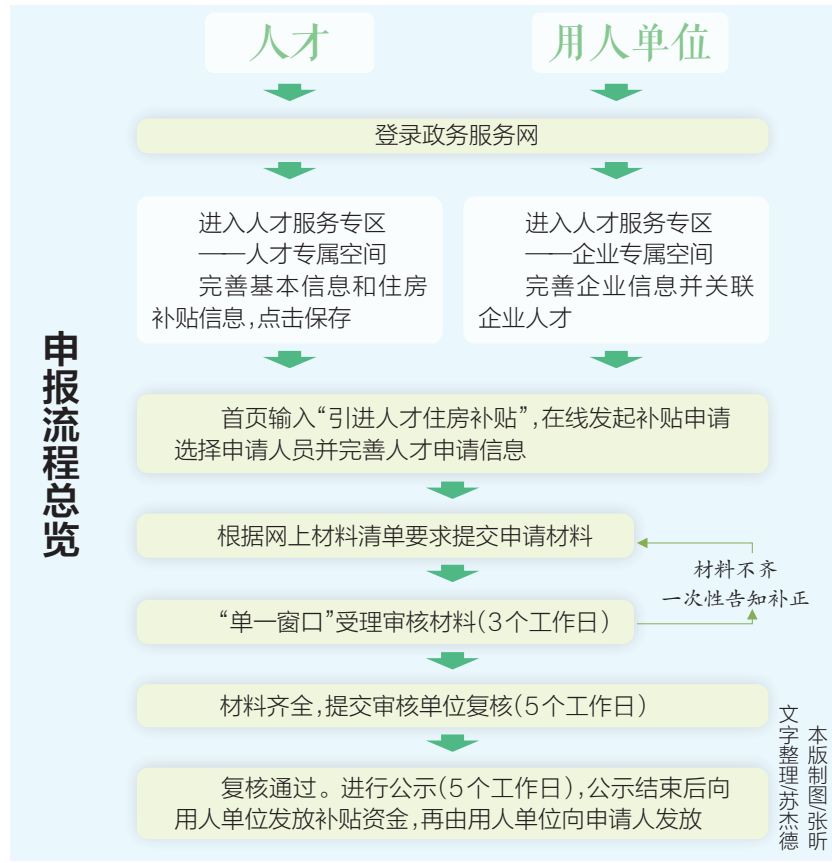 申报流程总览
人才
用人单位
登录政务服务网
进入人才服务专区
——人才专属空间
完善基本信息和住房
补贴信息,点击保存
进入人才服务专区
——企业专属空间
完善企业信息并关联
企业人才
首页输入“引进人才住房补贴”,在线发起补贴申请
选择申请人员并完善人才申请信息
根据网上材料清单要求提交申请材料
材料不齐
一次性告知补正
“单一窗口”受理审核材料(3个工作日)
材料齐全,提交审核单位复核(5个工作日)
复核通过。进行公示(5个工作日),公示结束后向
用人单位发放补贴资金,再由用人单位向申请人发放
本版制图/张昕
文字整理/苏杰德